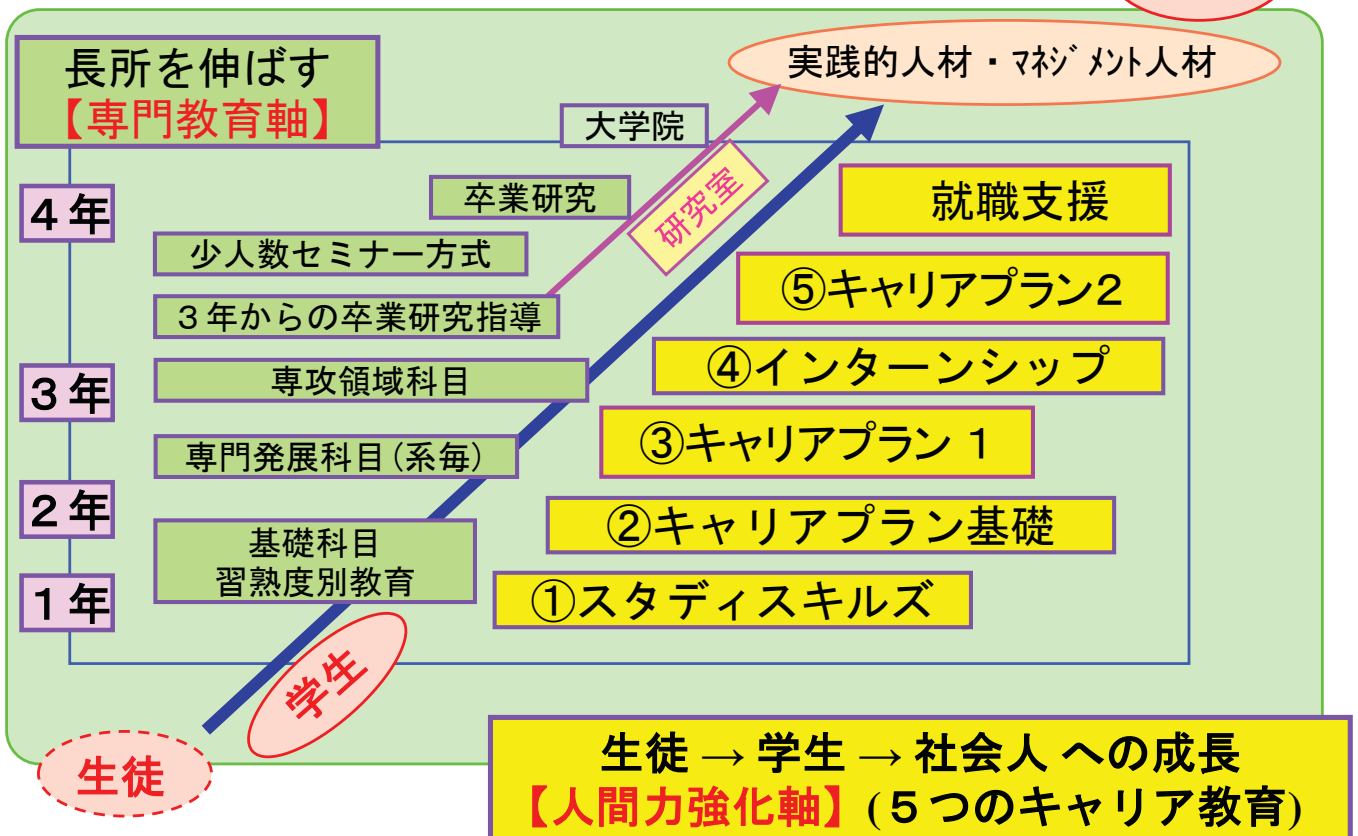 長所を伸ばす
【専門教育軸】
実践的人材・ﾏﾈｼﾞﾒﾝﾄ人材
大学院
研究室
4年
卒業研究
就職支援
少人数セミナー方式
⑤キャリアプラン2
3年からの卒業研究指導
④インターンシップ
3年
専攻領域科目
③キャリアプラン 1
専門発展科目(系毎)
2年
②キャリアプラン基礎
基礎科目
習熟度別教育
1年
①スタディスキルズ
学生
生徒
生徒 → 学生 → 社会人 への成長
【人間力強化軸】(5つのキャリア教育)